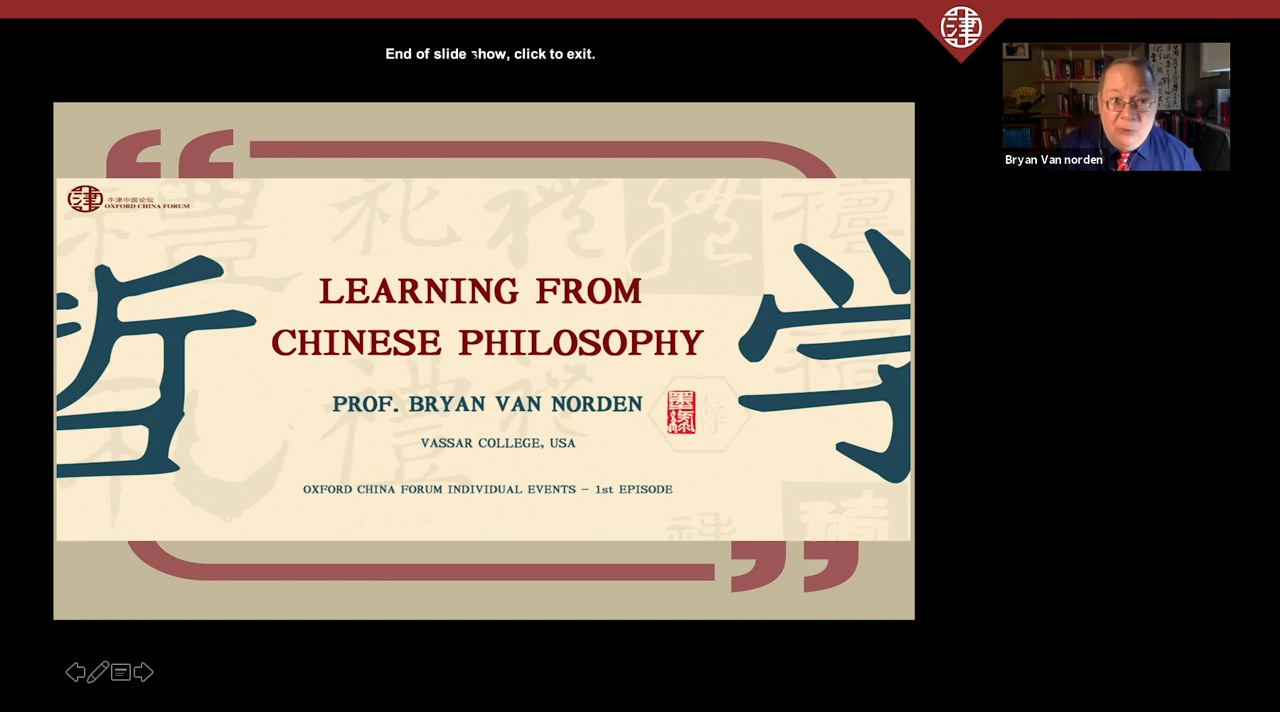 End of slide show, click to exit.
Bryan Van norden
牛津中国论坛
OXFORD CHINA FORUM
哲学
LEARNING FROM
CHINESE PHILOSOPHY
PROF. BRYAN VAN NORDEN
VASSAR COLLEGE, USA
OXFORD CHINA FORUM INDIVIDUAL EVENTS – 1st EPISODE